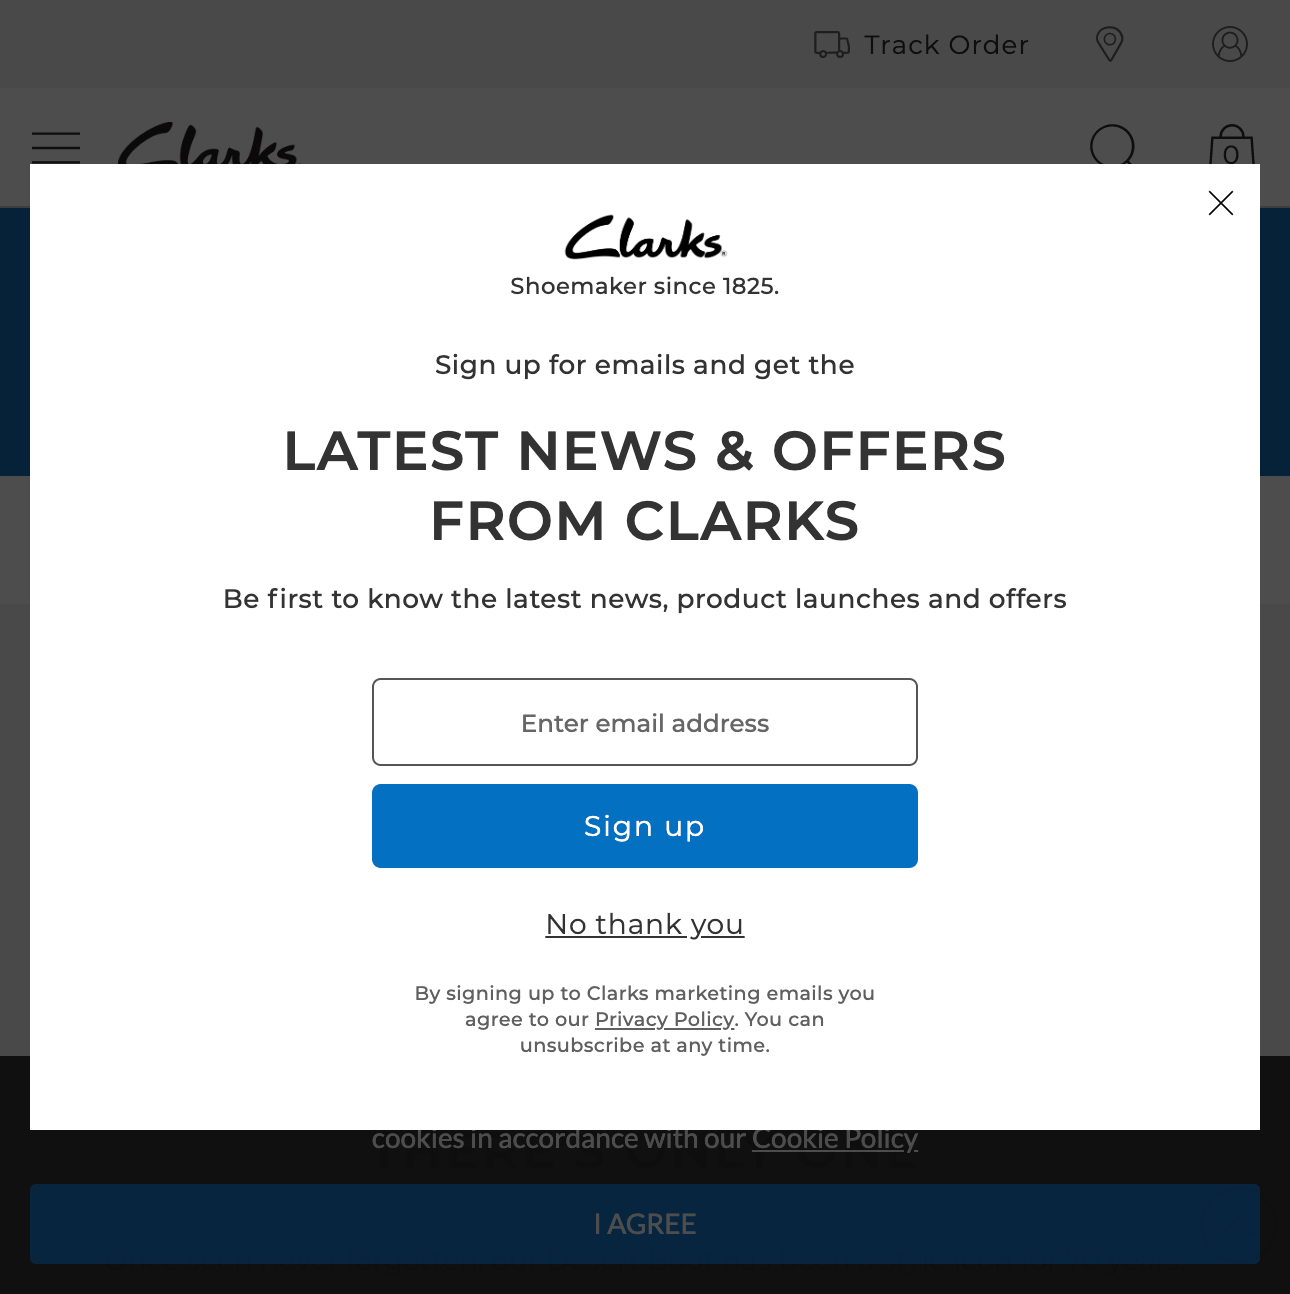 Track Order
Clarks
0
Clarks
Shoemaker since 1825.
Sign up for emails and get the
LATEST NEWS & OFFERS
FROM CLARKS
Be first to know the latest news, product launches and offers
Enter email address
Sign up
No thank you
By signing up to Clarks marketing emails you
agree to our Privacy Policy. You can
unsubscribe at any time.
cookies in accordance with our Cookie Policy
THERE'S ONLY ONE
I AGREE